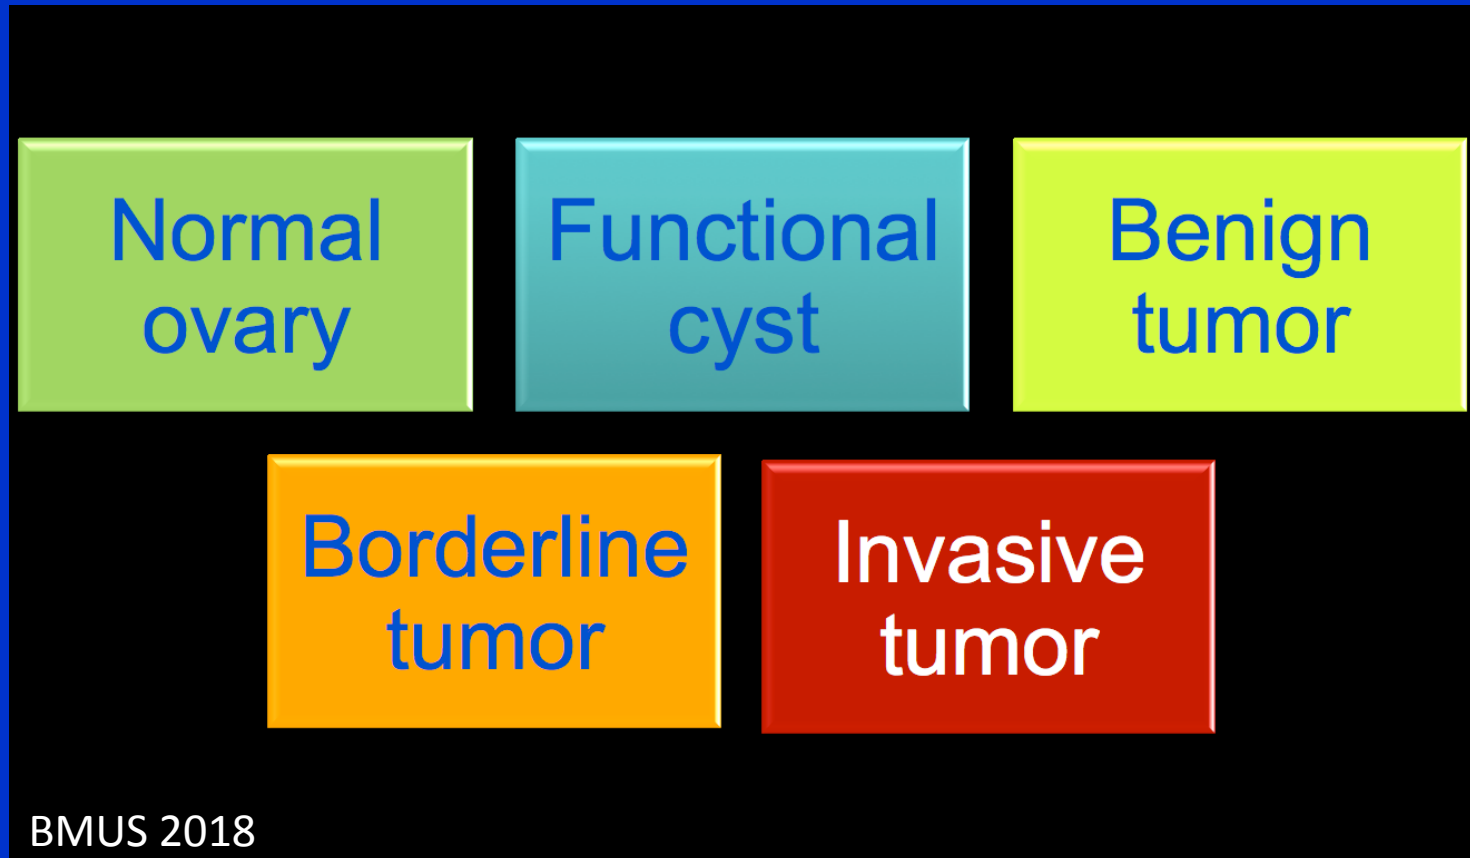 Normal
ovary
Functional
cyst
Benign
tumor
Borderline
tumor
Invasive
tumor
BMUS 2018